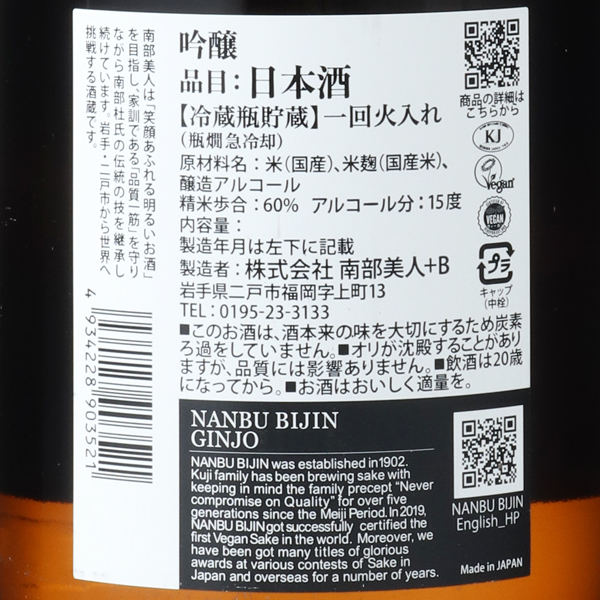 吟醸
品目：日本酒
【冷蔵瓶貯蔵】一回火入れ
(瓶燗急冷却)
原材料名：米(国産)、米麹(国産米)、
醸造アルコール
精米歩合：60% アルコール分：15度
内容量：
製造年月は左下に記載
製造者：株式会社 南部美人+B
岩手県二戸市福岡字上町13
TEL：0195-23-3133
■このお酒は、酒本来の味を大切にするため炭素
ろ過をしていません。■オリが沈殿することがあり
ますが、品質には影響ありません。■飲酒は20歳
になってから。■お酒はおいしく適量を。
南部美人は「笑顔あふれる明るいお酒」
を目指し、家訓である「品質一筋」を守り
ながら南部杜氏の伝統の技を継承し
続けています。岩手・二戸市から世界へ
挑戦する酒蔵です。
4 934228 903521
商品の詳細は
こちらから
KJ
Vegan
VEGAN
プラ
キャップ
(中栓)
NANBU BIJIN
GINJO
NANBU BIJIN was established in1902.
Kuji family has been brewing sake with
keeping in mind the family precept “Never
compromise on Quality” for over five
generations since the Meiji Period.In 2019,
NANBU BIJIN got successfully certified the
first Vegan Sake in the world. Moreover, we
have been got many titles of glorious
awards at various contests of Sake in
Japan and overseas for a number of years.
NANBU BIJIN
English_HP
Made in JAPAN